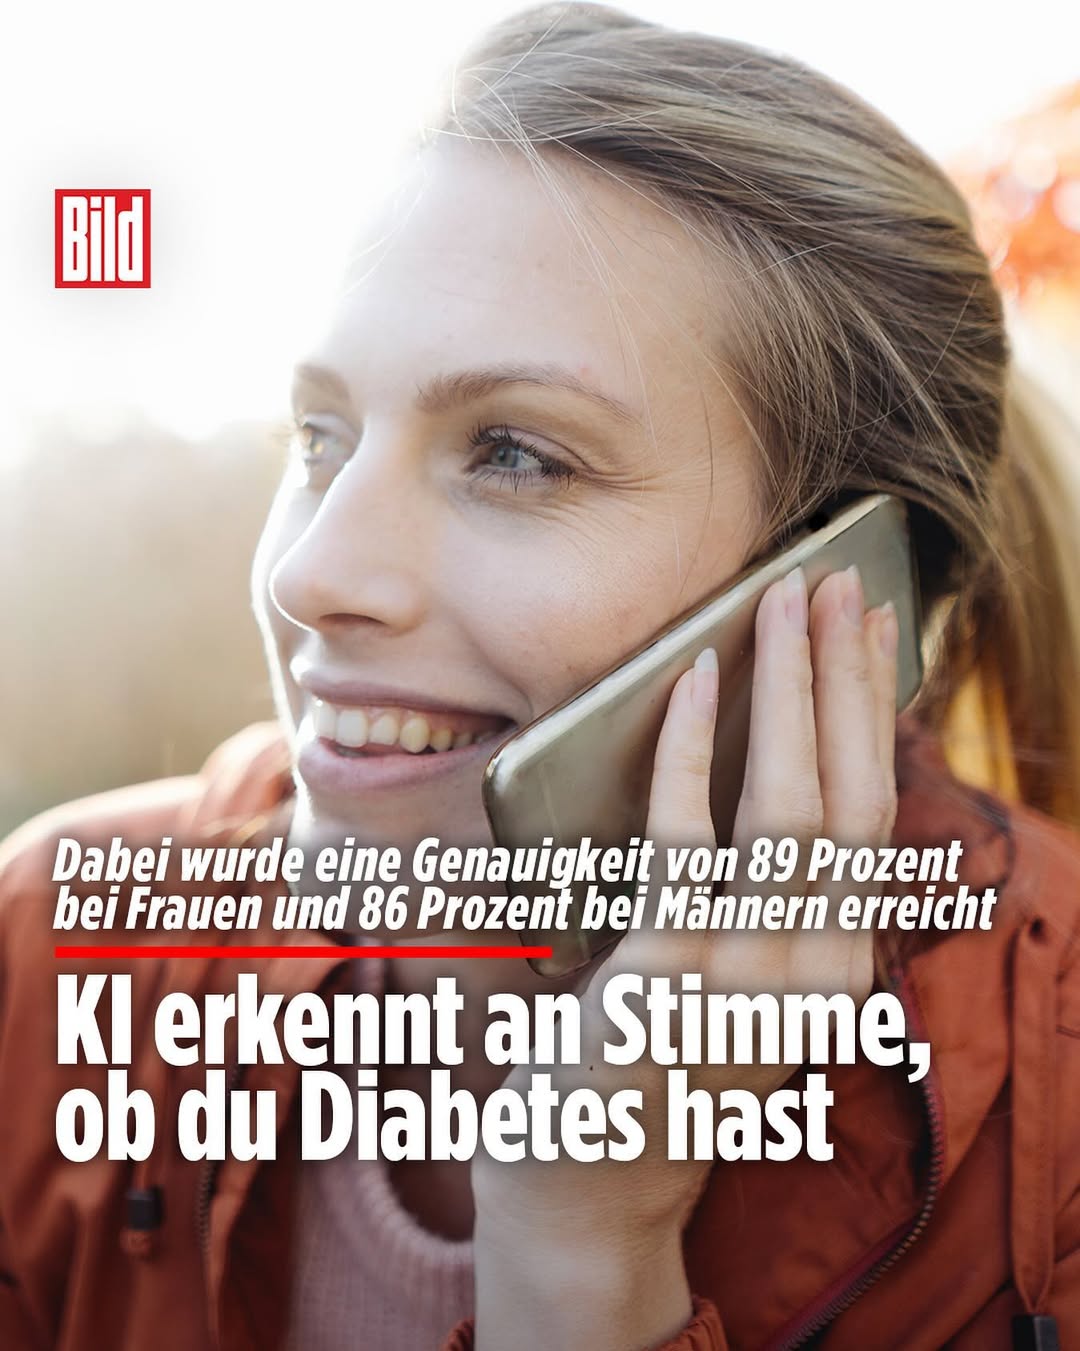 Bild
Dabei wurde eine Genauigkeit von 89 Prozent
bei Frauen und 86 Prozent bei Männern erreicht
KI erkennt an Stimme,
ob du Diabetes hast